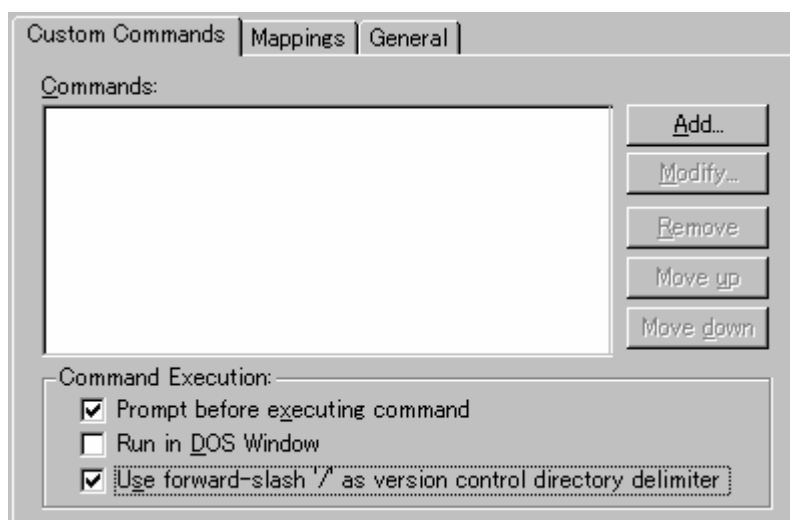 Custom Commands Mappings General
Commands:
Add...
Modify...
Remove
Move up
Move down
Command Execution:
Prompt before executing command
Run in DOS Window
Use forward-slash '/' as version control directory delimiter